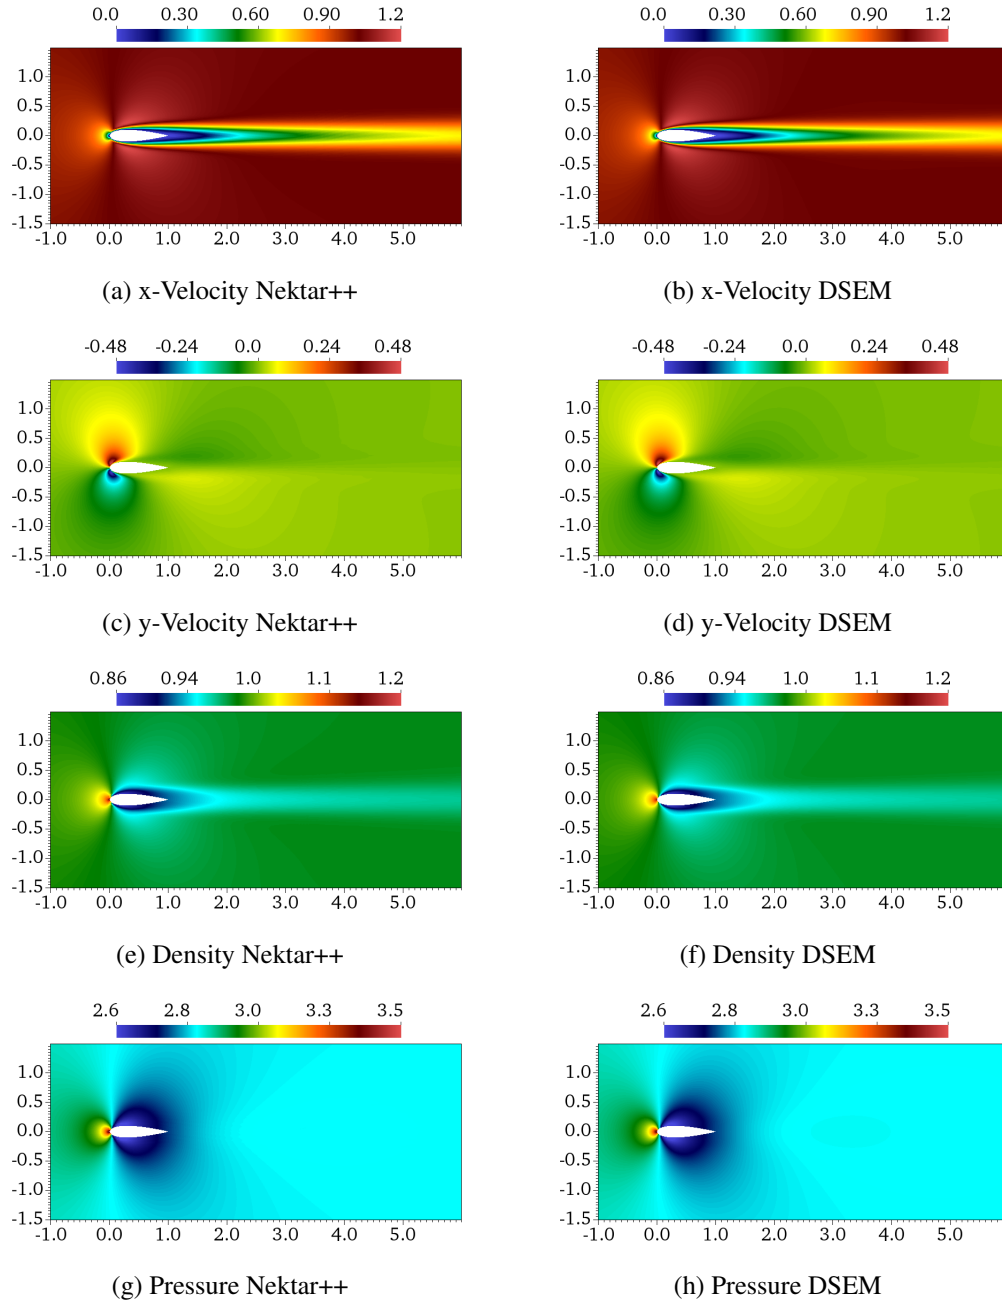 0.0 0.30 0.60 0.90 1.2
0.0 0.30 0.60 0.90 1.2
1.0
0.5
0.0
-0.5
-1.0
-1.5
-1.0 0.0 1.0 2.0 3.0 4.0 5.0
1.0
0.5
0.0
-0.5
-1.0
-1.5
-1.0 0.0 1.0 2.0 3.0 4.0 5.0
(a) x-Velocity Nektar++
(b) x-Velocity DSEM
-0.48 -0.24 0.0 0.24 0.48
-0.48 -0.24 0.0 0.24 0.48
1.0
0.5
0.0
-0.5
-1.0
-1.5
-1.0 0.0 1.0 2.0 3.0 4.0 5.0
1.0
0.5
0.0
-0.5
-1.0
-1.5
-1.0 0.0 1.0 2.0 3.0 4.0 5.0
(c) y-Velocity Nektar++
(d) y-Velocity DSEM
0.86 0.94 1.0 1.1 1.2
0.86 0.94 1.0 1.1 1.2
1.0
0.5
0.0
-0.5
-1.0
-1.5
-1.0 0.0 1.0 2.0 3.0 4.0 5.0
1.0
0.5
0.0
-0.5
-1.0
-1.5
-1.0 0.0 1.0 2.0 3.0 4.0 5.0
(e) Density Nektar++
(f) Density DSEM
2.6 2.8 3.0 3.3 3.5
2.6 2.8 3.0 3.3 3.5
1.0
0.5
0.0
-0.5
-1.0
-1.5
-1.0 0.0 1.0 2.0 3.0 4.0 5.0
1.0
0.5
0.0
-0.5
-1.0
-1.5
-1.0 0.0 1.0 2.0 3.0 4.0 5.0
(g) Pressure Nektar++
(h) Pressure DSEM